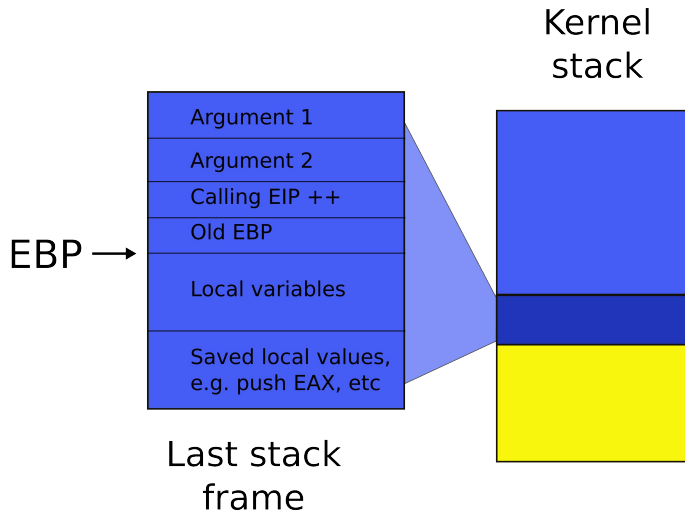 Kernel
stack
Argument 1
Argument 2
Calling EIP ++
Old EBP
EBP
Local variables
Saved local values,
e.g. push EAX, etc
Last stack
frame